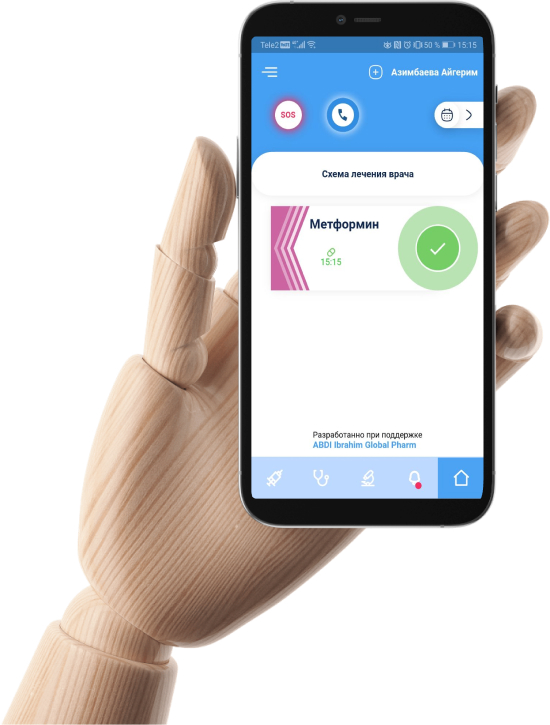 Tele2 15:15
50 %
Азимбаева Айгерим
SOS
Схема лечения врача
Метформин
15:15
Разработанно при поддержке
ABDI Ibrahim Global Pharm